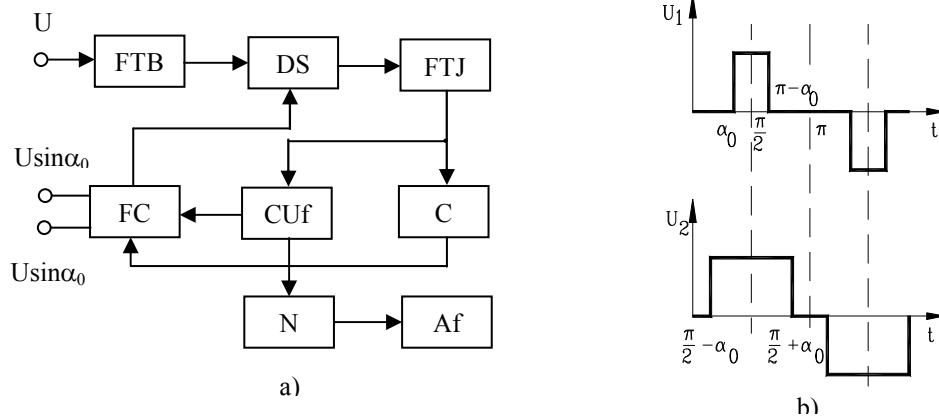 U
FTB
DS
FTJ
Usinα₀
FC
CUf
C
Usinα₀
N
Af
a)
U₁
π−α₀
α₀
π/2
π
t
U₂
t
π/2 −α₀
π/2 +α₀
b)